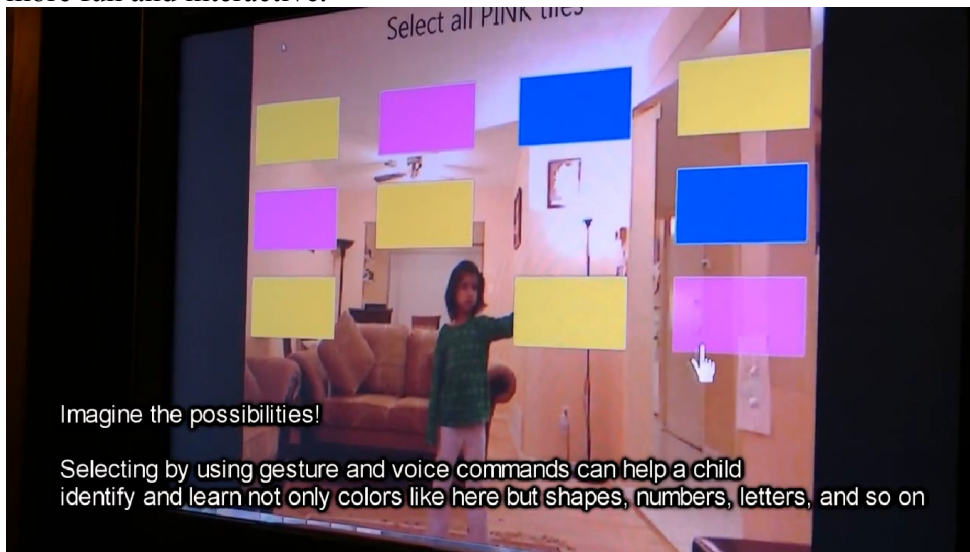 Select all PINK tiles
Imagine the possibilities!
Selecting by using gesture and voice commands can help a child
identify and learn not only colors like here but shapes, numbers, letters, and so on